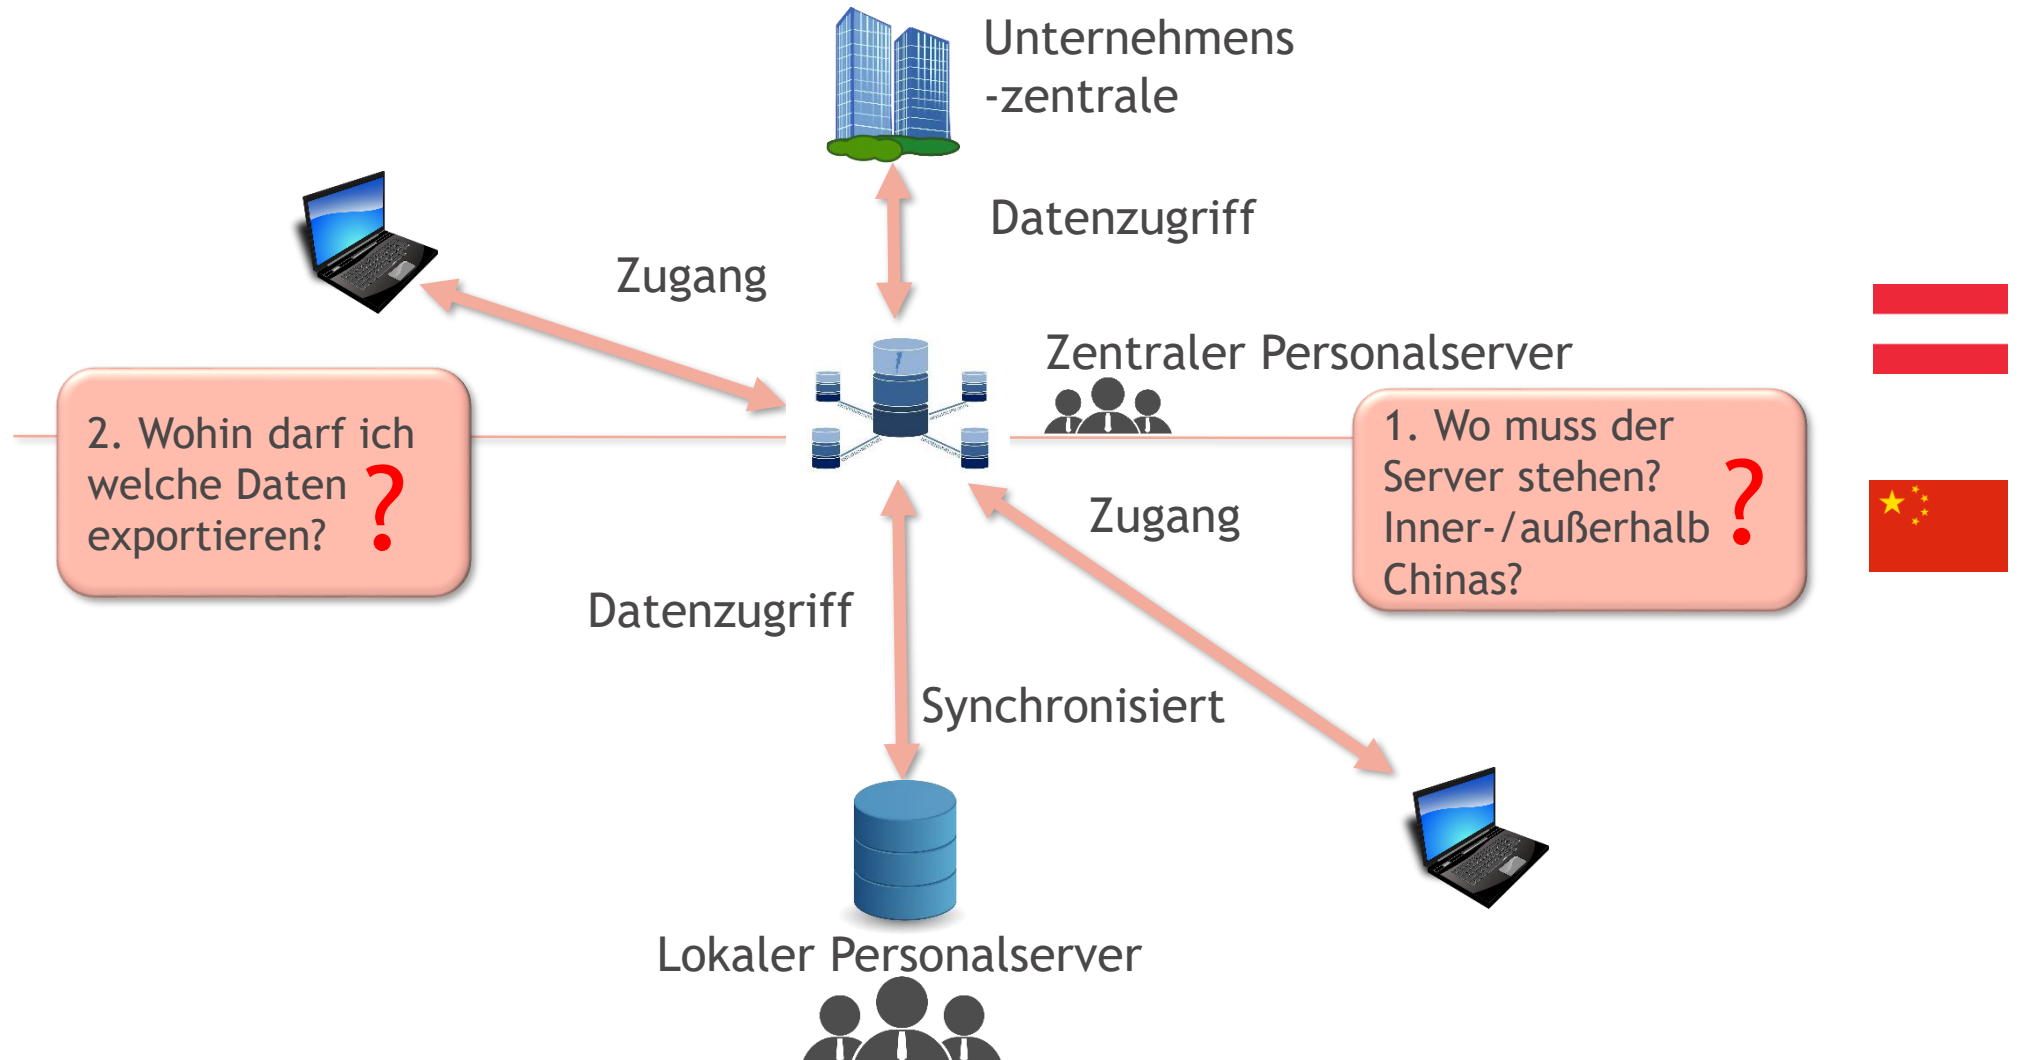 Unternehmens
-zentrale
Datenzugriff
Zugang
Zentraler Personalserver
2. Wohin darf ich
welche Daten
exportieren?
?
1. Wo muss der
Server stehen?
Inner-/außerhalb
Chinas?
?
Zugang
Datenzugriff
Synchronisiert
Lokaler Personalserver